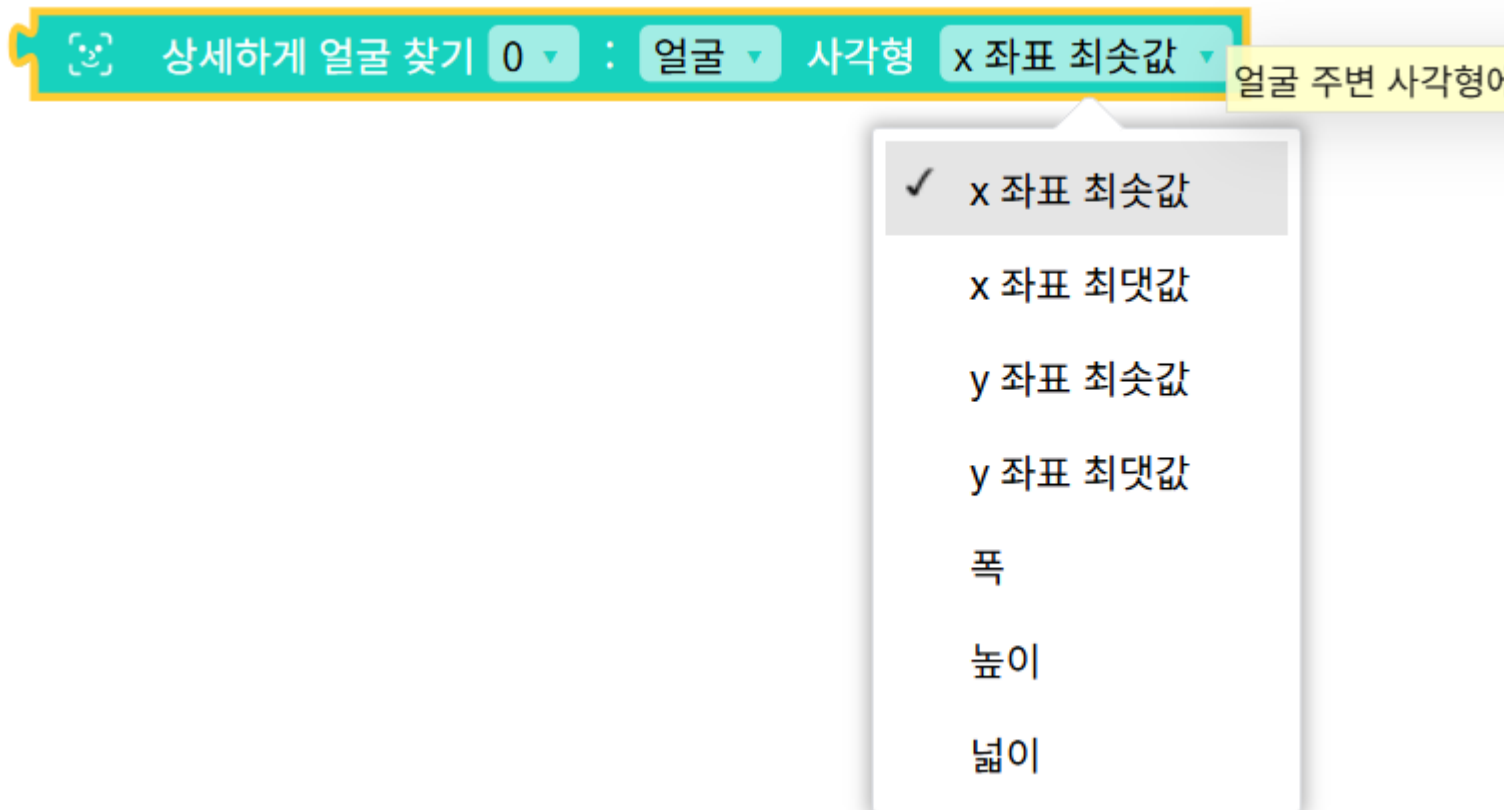 상세하게 얼굴 찾기 0 : 얼굴 사각형 x 좌표 최솟값
얼굴 주변 사각형에
x 좌표 최솟값
x 좌표 최댓값
y 좌표 최솟값
y 좌표 최댓값
폭
높이
넓이